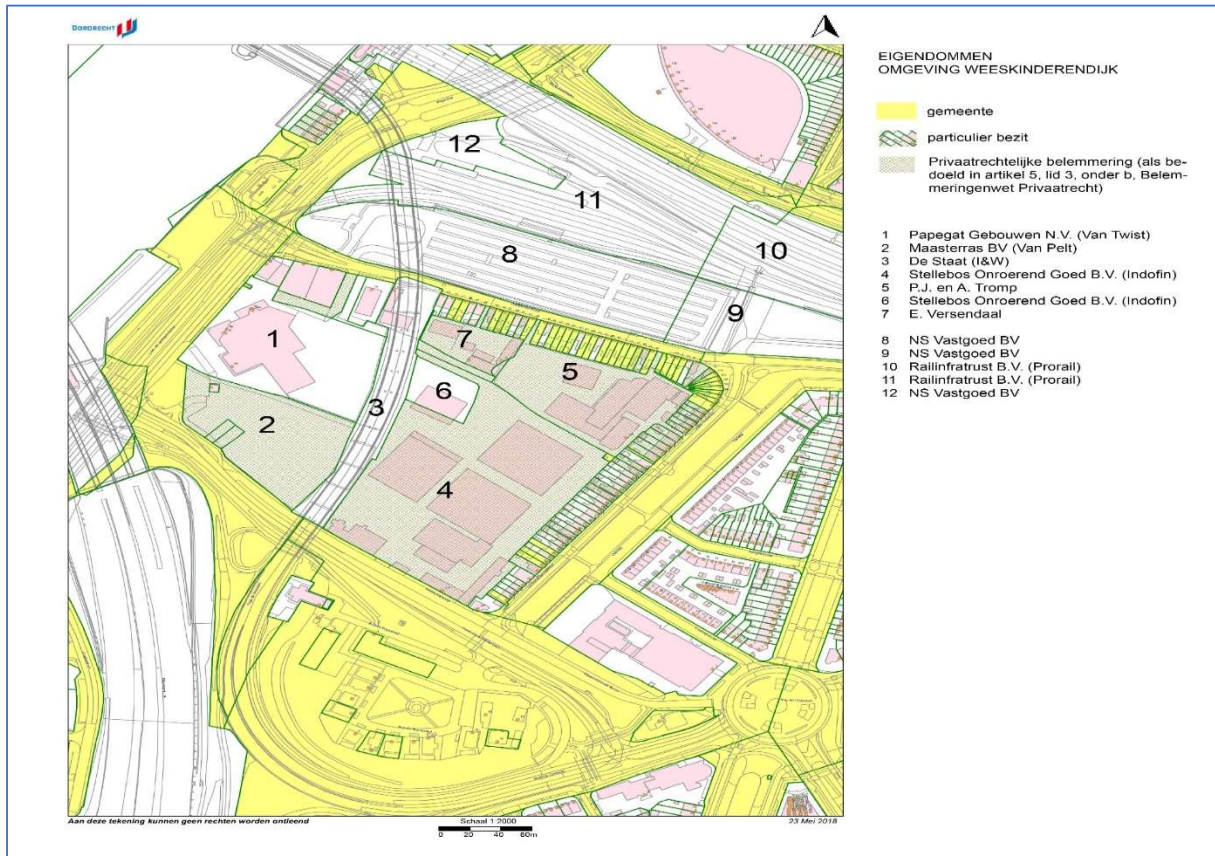 DORDRECHT
EIGENDOMMEN
OMGEVING WEESKINDERENDIJK
gemeente
particulier bezit
Privaatrechtelijke belemmering (als be-
doeld in artikel 5, lid 3, onder b, Belem-
meringenwet Privaatrecht)
1 Papegat Gebouwen N.V. (Van Twist)
2 Maasterras BV (Van Pelt)
3 De Staat (I&W)
4 Stellebos Onroerend Goed B.V. (Indofin)
5 P.J. en A. Tromp
6 Stellebos Onroerend Goed B.V. (Indofin)
7 E. Versendaal
8 NS Vastgoed BV
9 NS Vastgoed BV
10 Railinfratrust B.V. (Prorail)
11 Railinfratrust B.V. (Prorail)
12 NS Vastgoed BV
12
11
10
8
9
1
7
5
6
3
2
4
Aan deze tekening kunnen geen rechten worden ontleend
Schaal 1:2000
23 Mei 2018
0 20 40 60m